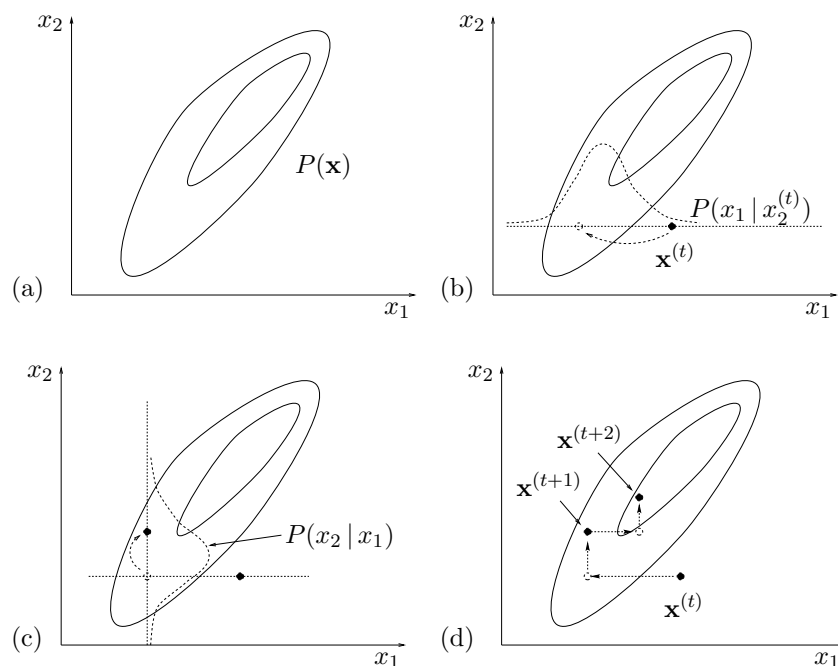 x₂
P(𝐱)
(a)
x₁
x₂
P(x₁ | x₂⁽ᵗ⁾)
𝐱⁽ᵗ⁾
(b)
x₁
x₂
P(x₂ | x₁)
(c)
x₁
x₂
𝐱⁽ᵗ⁺²⁾
𝐱⁽ᵗ⁺¹⁾
𝐱⁽ᵗ⁾
(d)
x₁